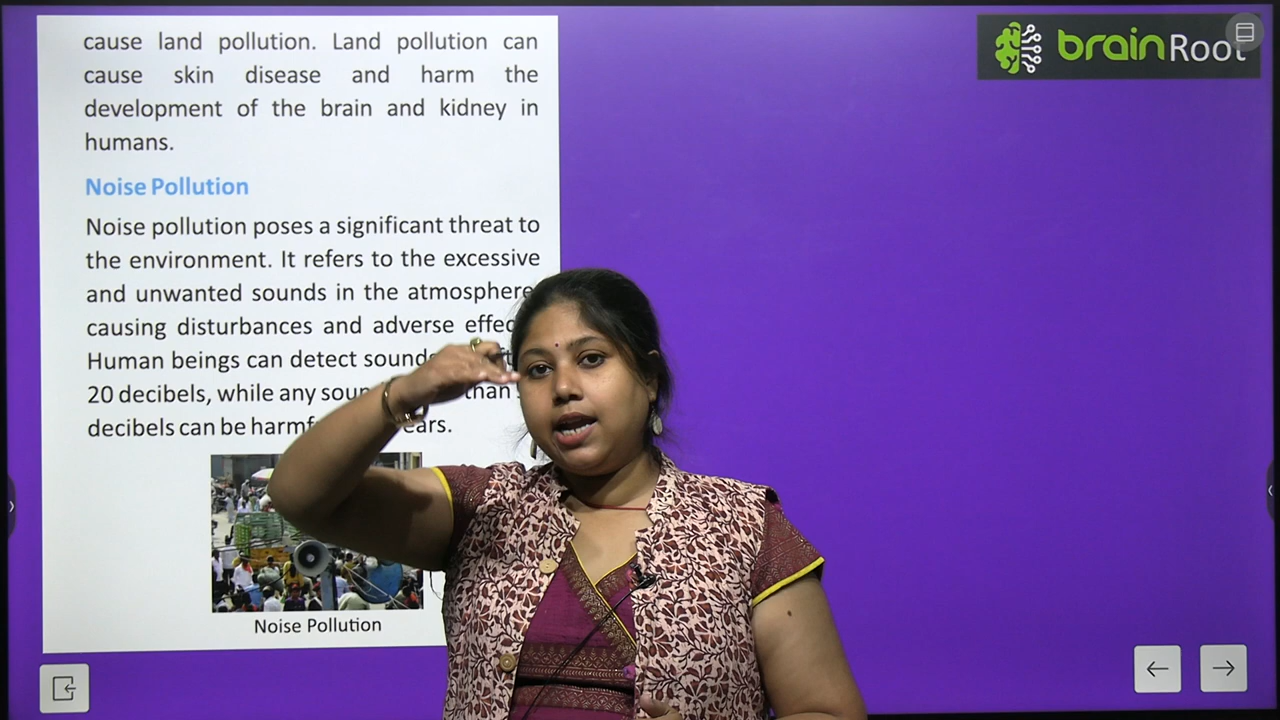 cause land pollution. Land pollution can
cause skin disease and harm the
development of the brain and kidney in
humans.
Noise Pollution
Noise pollution poses a significant threat to
the environment. It refers to the excessive
and unwanted sounds in the atmosphere
causing disturbances and adverse
Human beings can detect sounds
20 decibels, while any than
decibels can be ears.
Noise Pollution
brainRoot